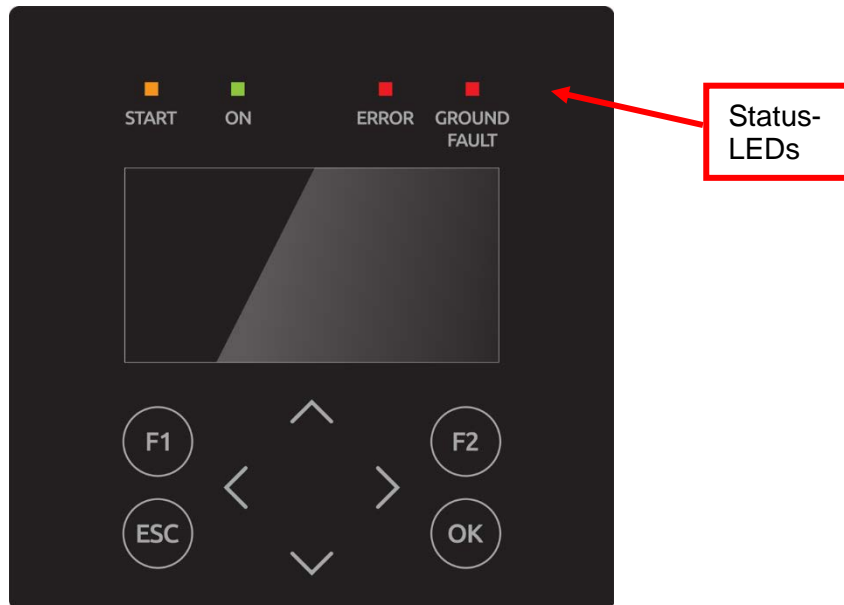 START ON ERROR GROUND
FAULT
Status-
LEDs
F1 F2
ESC OK